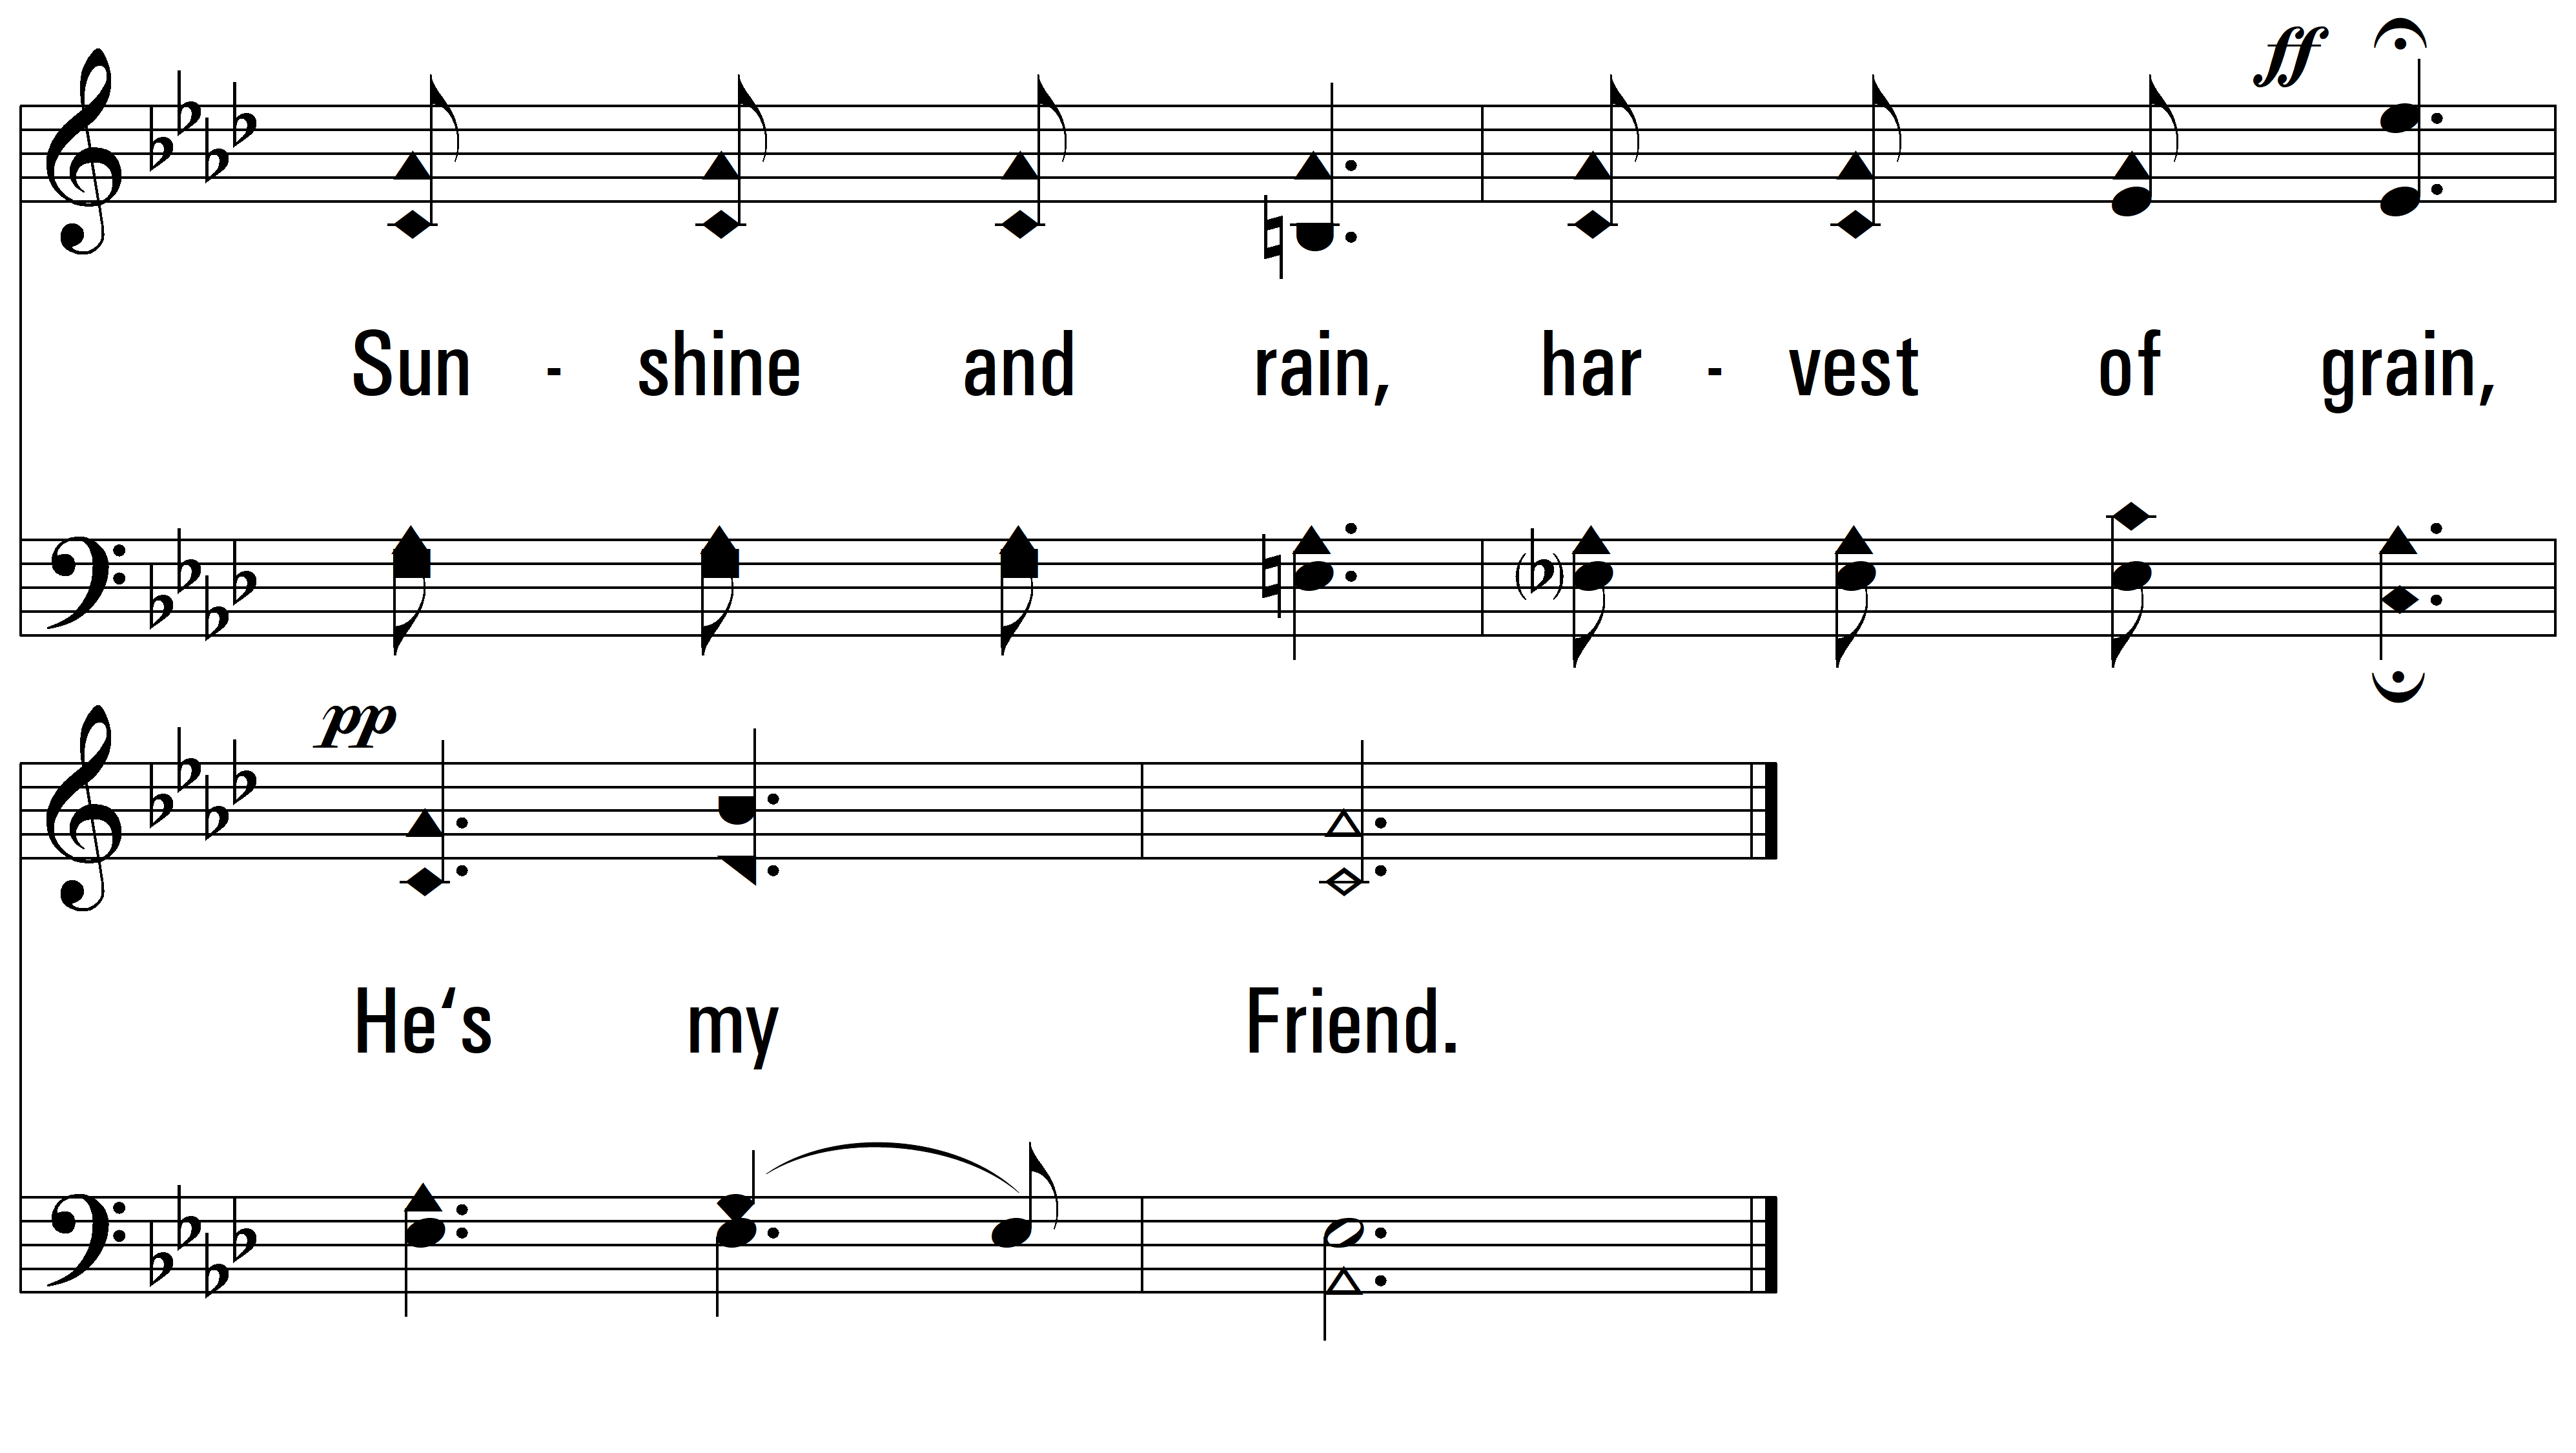 ff
Sun - shine and rain, har - vest of grain,
pp
He‘s my Friend.